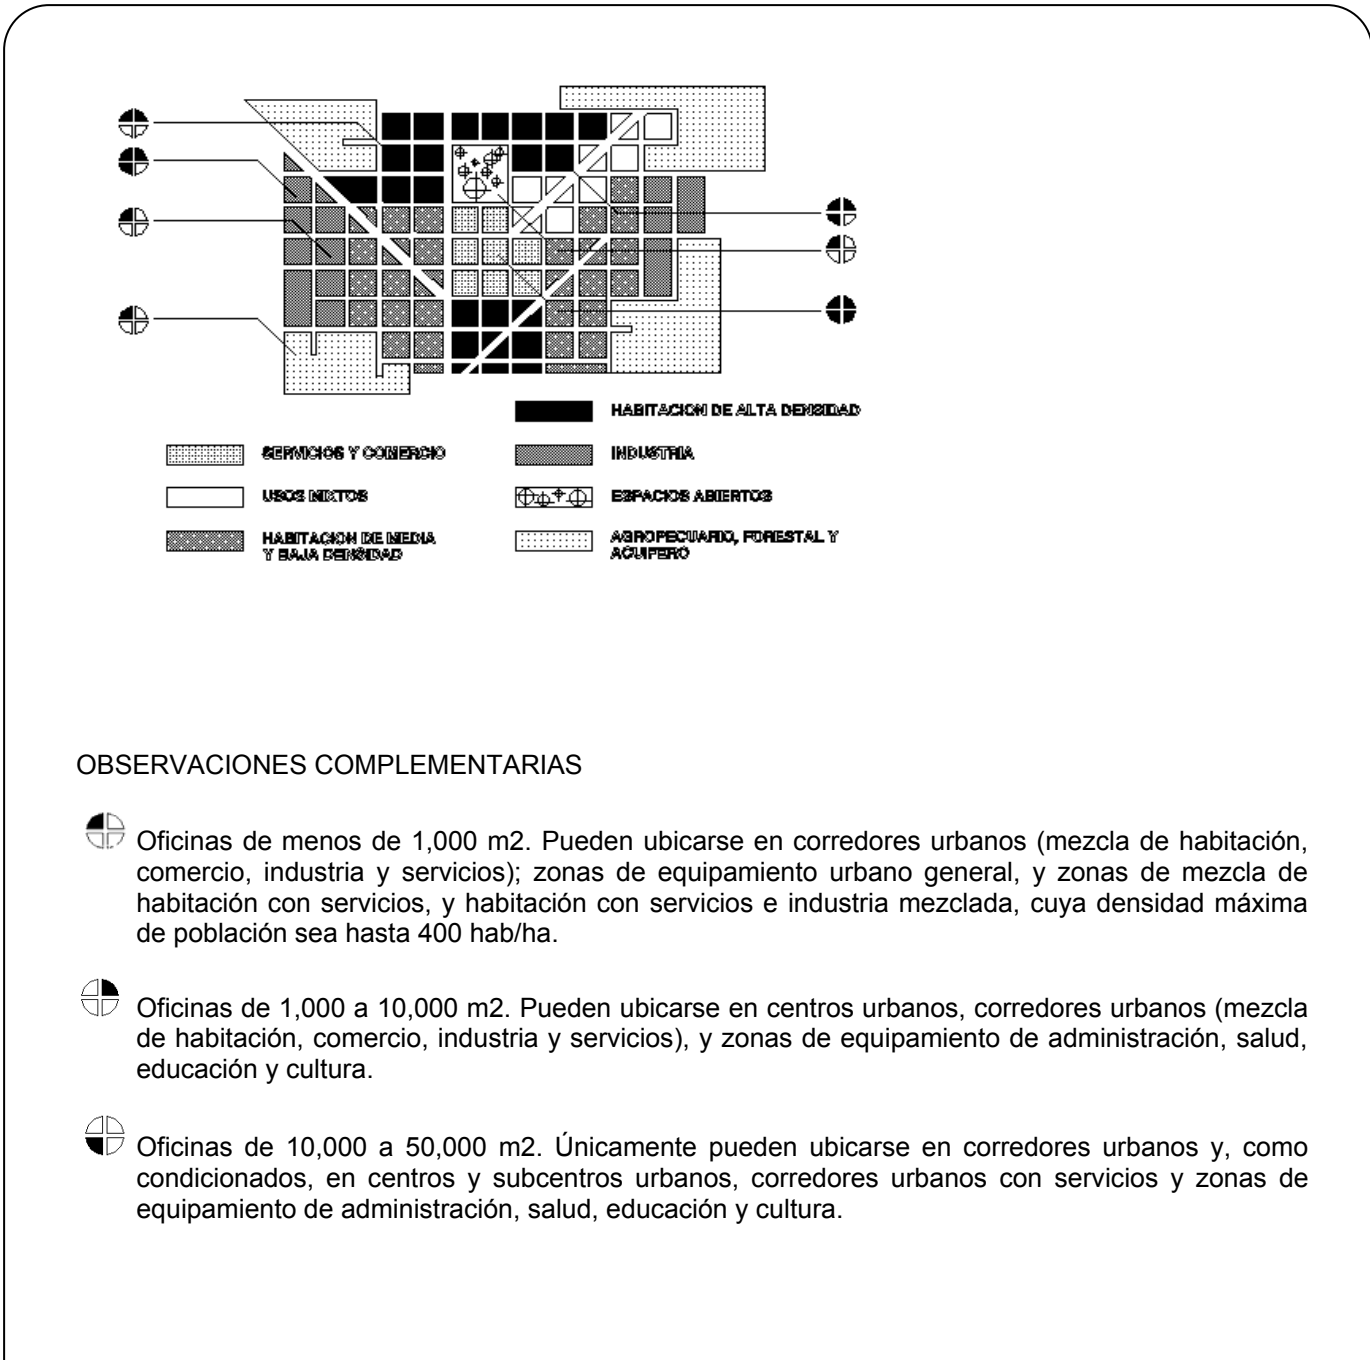 HABITACION DE ALTA DENSIDAD
SERVICIOS Y COMERCIO
INDUSTRIA
USOS MIXTOS
ESPACIOS ABIERTOS
HABITACION DE MEDIA
Y BAJA DENSIDAD
AGROPECUARIO, FORESTAL Y
ACUIFERO
OBSERVACIONES COMPLEMENTARIAS
Oficinas de menos de 1,000 m2. Pueden ubicarse en corredores urbanos (mezcla de habitación,
comercio, industria y servicios); zonas de equipamiento urbano general, y zonas de mezcla de
habitación con servicios, y habitación con servicios e industria mezclada, cuya densidad máxima
de población sea hasta 400 hab/ha.
Oficinas de 1,000 a 10,000 m2. Pueden ubicarse en centros urbanos, corredores urbanos (mezcla
de habitación, comercio, industria y servicios), y zonas de equipamiento de administración, salud,
educación y cultura.
Oficinas de 10,000 a 50,000 m2. Únicamente pueden ubicarse en corredores urbanos y, como
condicionados, en centros y subcentros urbanos, corredores urbanos con servicios y zonas de
equipamiento de administración, salud, educación y cultura.